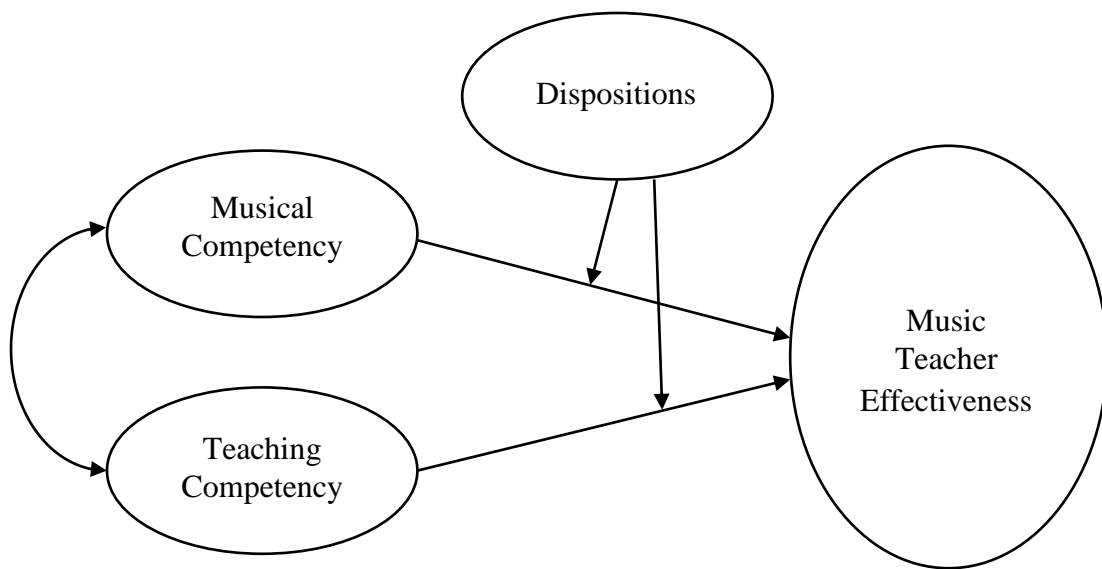 Dispositions
Musical
Competency
Teaching
Competency
Music
Teacher
Effectiveness